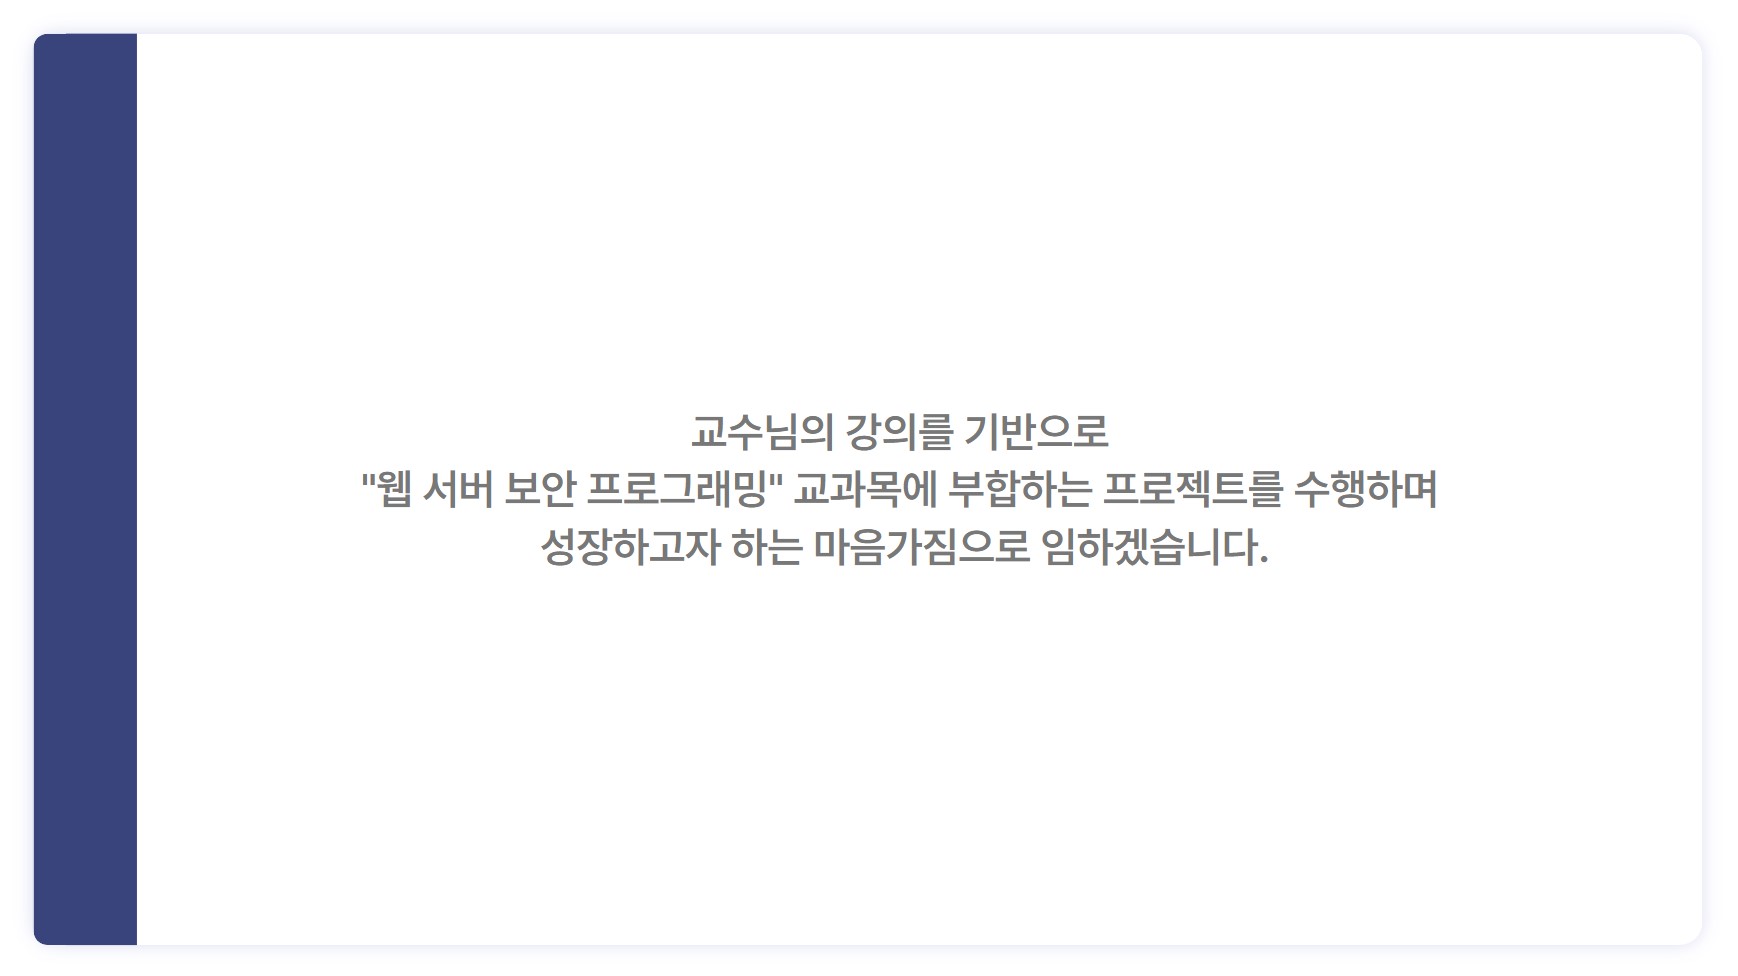 교수님의 강의를 기반으로
"웹 서버 보안 프로그래밍" 교과목에 부합하는 프로젝트를 수행하며
성장하고자 하는 마음가짐으로 임하겠습니다.